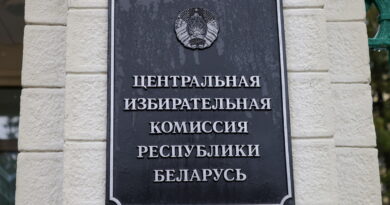 ЦЕНТРАЛЬНАЯ
ИЗБИРАТЕЛЬНАЯ
КОМИССИЯ
РЕСПУБЛИКИ
БЕЛАРУСЬ